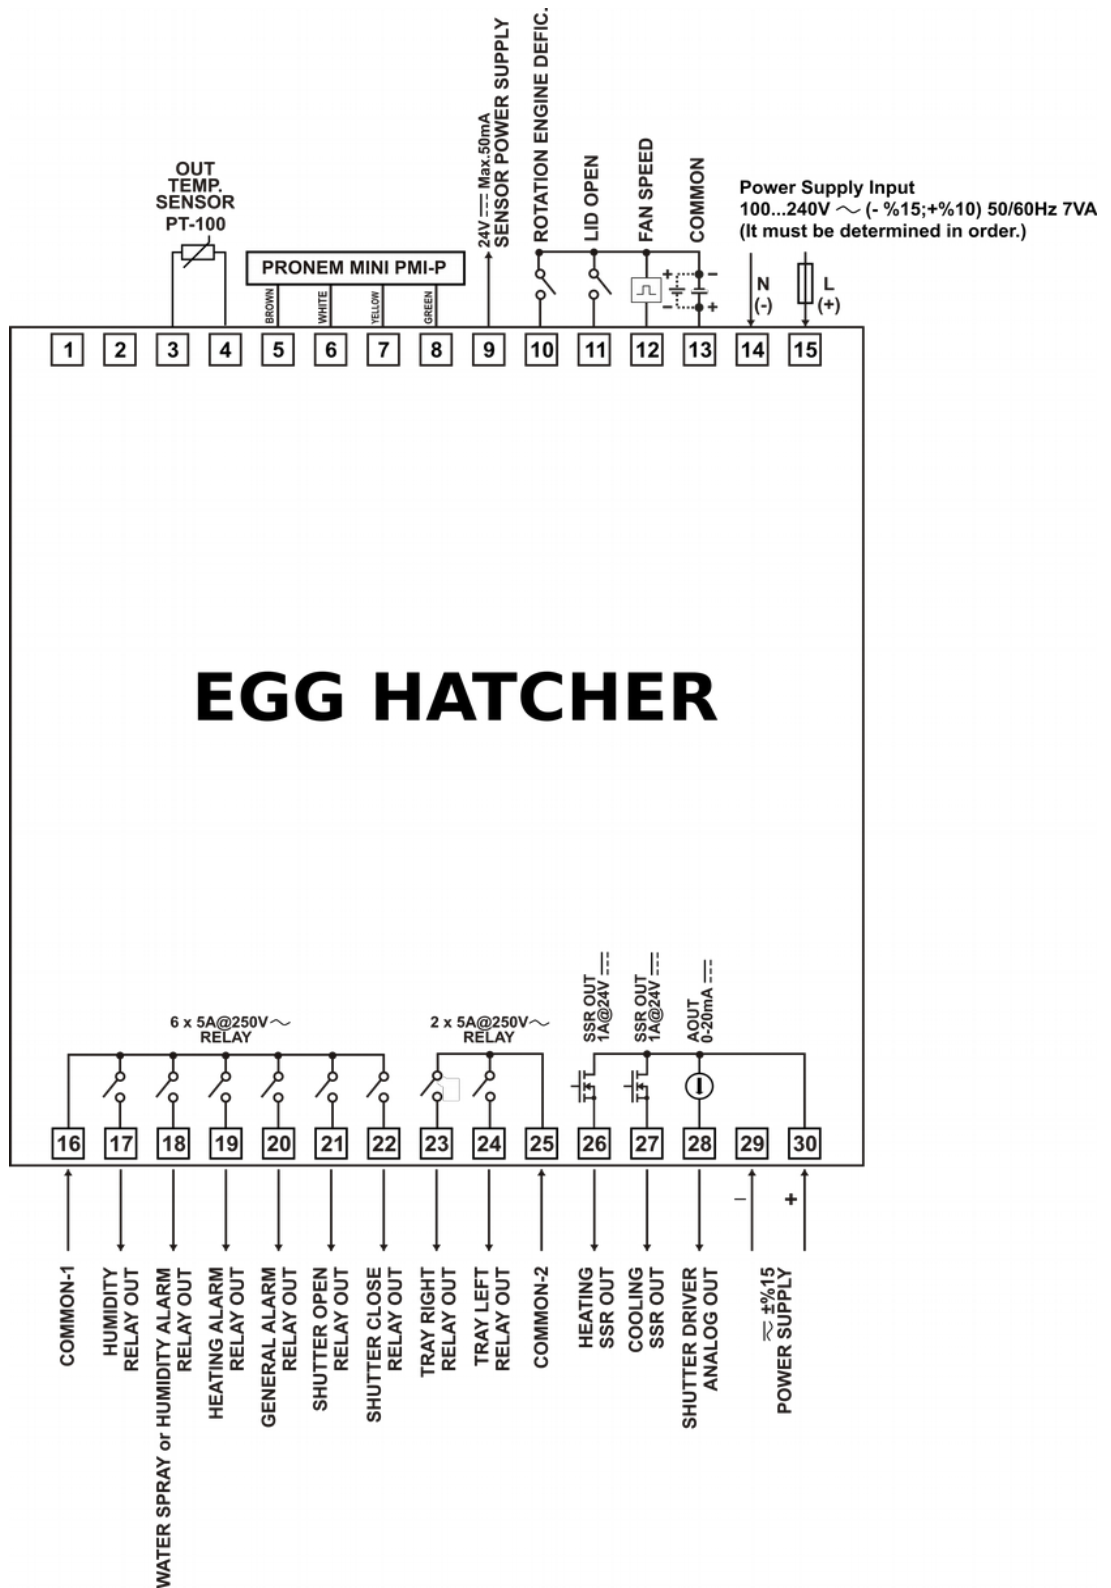 ROTATION ENGINE DEFIC.
24V Max.50mA
SENSOR POWER SUPPLY
LID OPEN
FAN SPEED
COMMON
OUT
TEMP.
SENSOR
PT-100
Power Supply Input
100...240V ∼ (- %15;+%10) 50/60Hz 7VA
(It must be determined in order.)
PRONEM MINI PMI-P
BROWN
WHITE
YELLOW
GREEN
+ −
− +
N
(-)
L
(+)
1 2 3 4 5 6 7 8 9 10 11 12 13 14 15
EGG HATCHER
6 x 5A@250V∼
RELAY
2 x 5A@250V∼
RELAY
SSR OUT
1A@24V
SSR OUT
1A@24V
AOUT
0-20mA
16 17 18 19 20 21 22 23 24 25 26 27 28 29 30
− +
COMMON-1
HUMIDITY
RELAY OUT
WATER SPRAY or HUMIDITY ALARM
RELAY OUT
HEATING ALARM
RELAY OUT
GENERAL ALARM
RELAY OUT
SHUTTER OPEN
RELAY OUT
SHUTTER CLOSE
RELAY OUT
TRAY RIGHT
RELAY OUT
TRAY LEFT
RELAY OUT
COMMON-2
HEATING
SSR OUT
COOLING
SSR OUT
SHUTTER DRIVER
ANALOG OUT
±%15
POWER SUPPLY